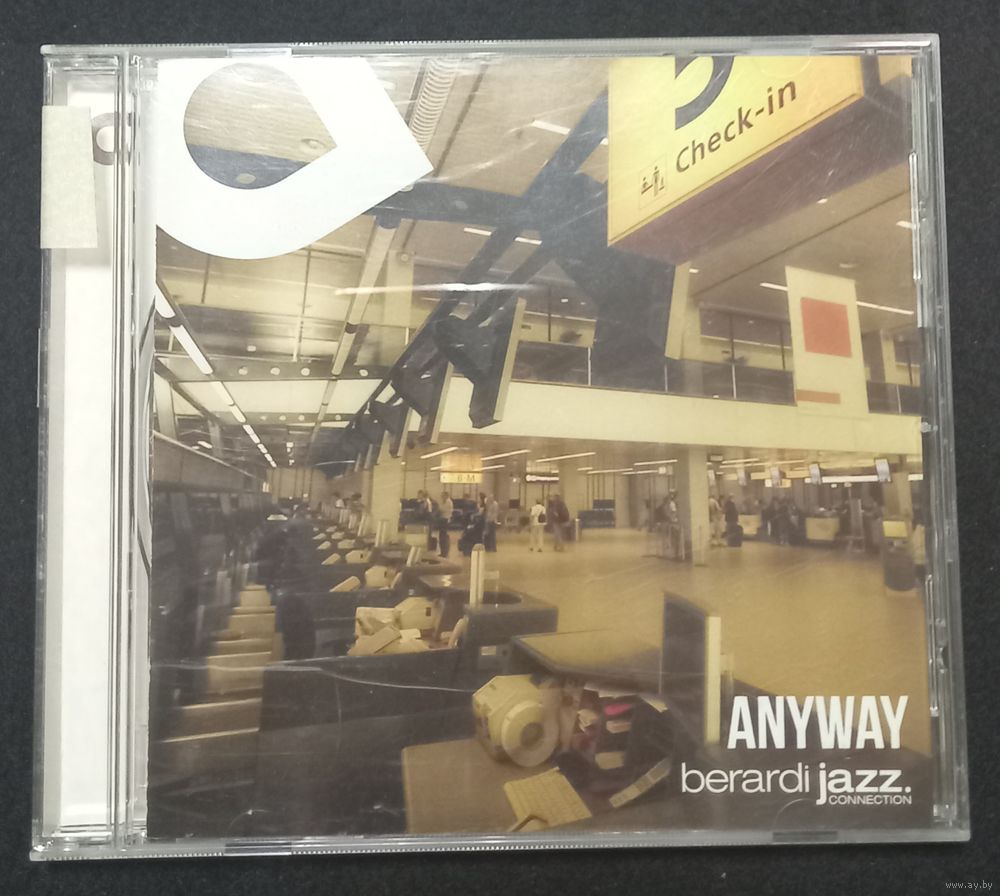 Check-in
ANYWAY
berardi jazz.
CONNECTION
www.ay.by